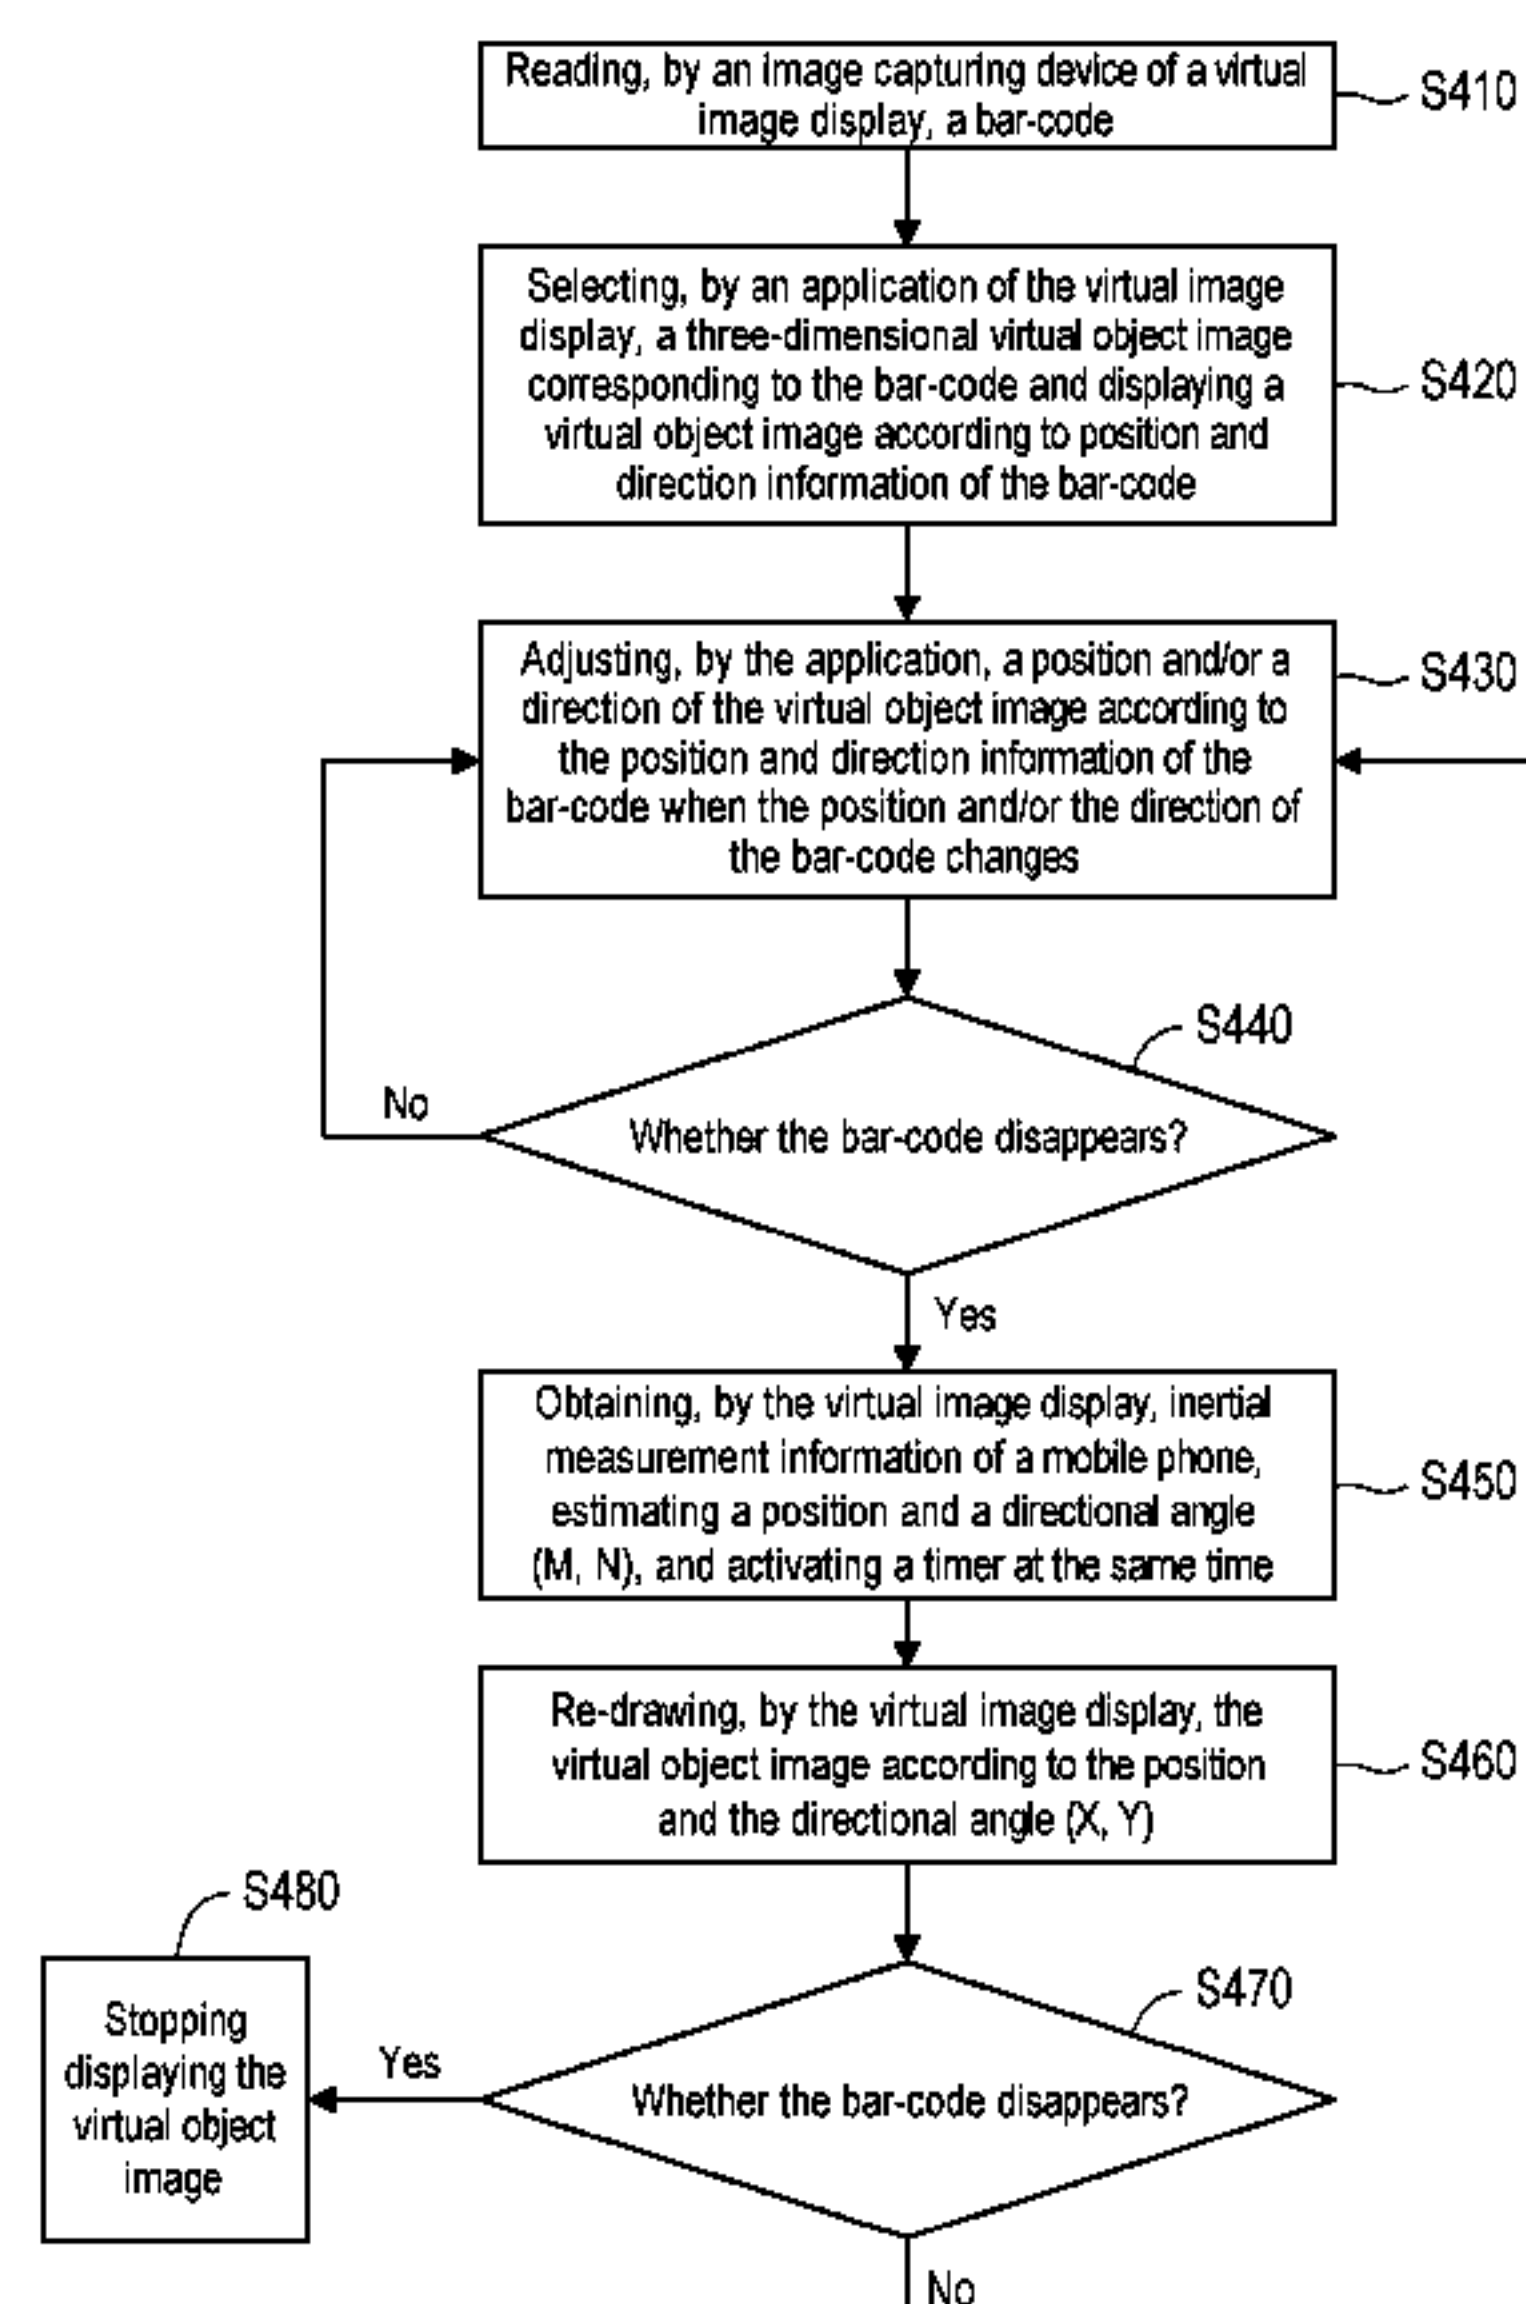 Reading, by an image capturing device of a virtual
image display, a bar-code
S410
Selecting, by an application of the virtual image
display, a three-dimensional virtual object image
corresponding to the bar-code and displaying a
virtual object image according to position and
direction information of the bar-code
S420
Adjusting, by the application, a position and/or a
direction of the virtual object image according to
the position and direction information of the
bar-code when the position and/or the direction of
the bar-code changes
S430
S440
No
Whether the bar-code disappears?
Yes
Obtaining, by the virtual image display, inertial
measurement information of a mobile phone,
estimating a position and a directional angle
(M, N), and activating a timer at the same time
S450
Re-drawing, by the virtual image display, the
virtual object image according to the position
and the directional angle (X, Y)
S460
S480
Stopping
displaying the
virtual object
image
S470
Yes
Whether the bar-code disappears?
No